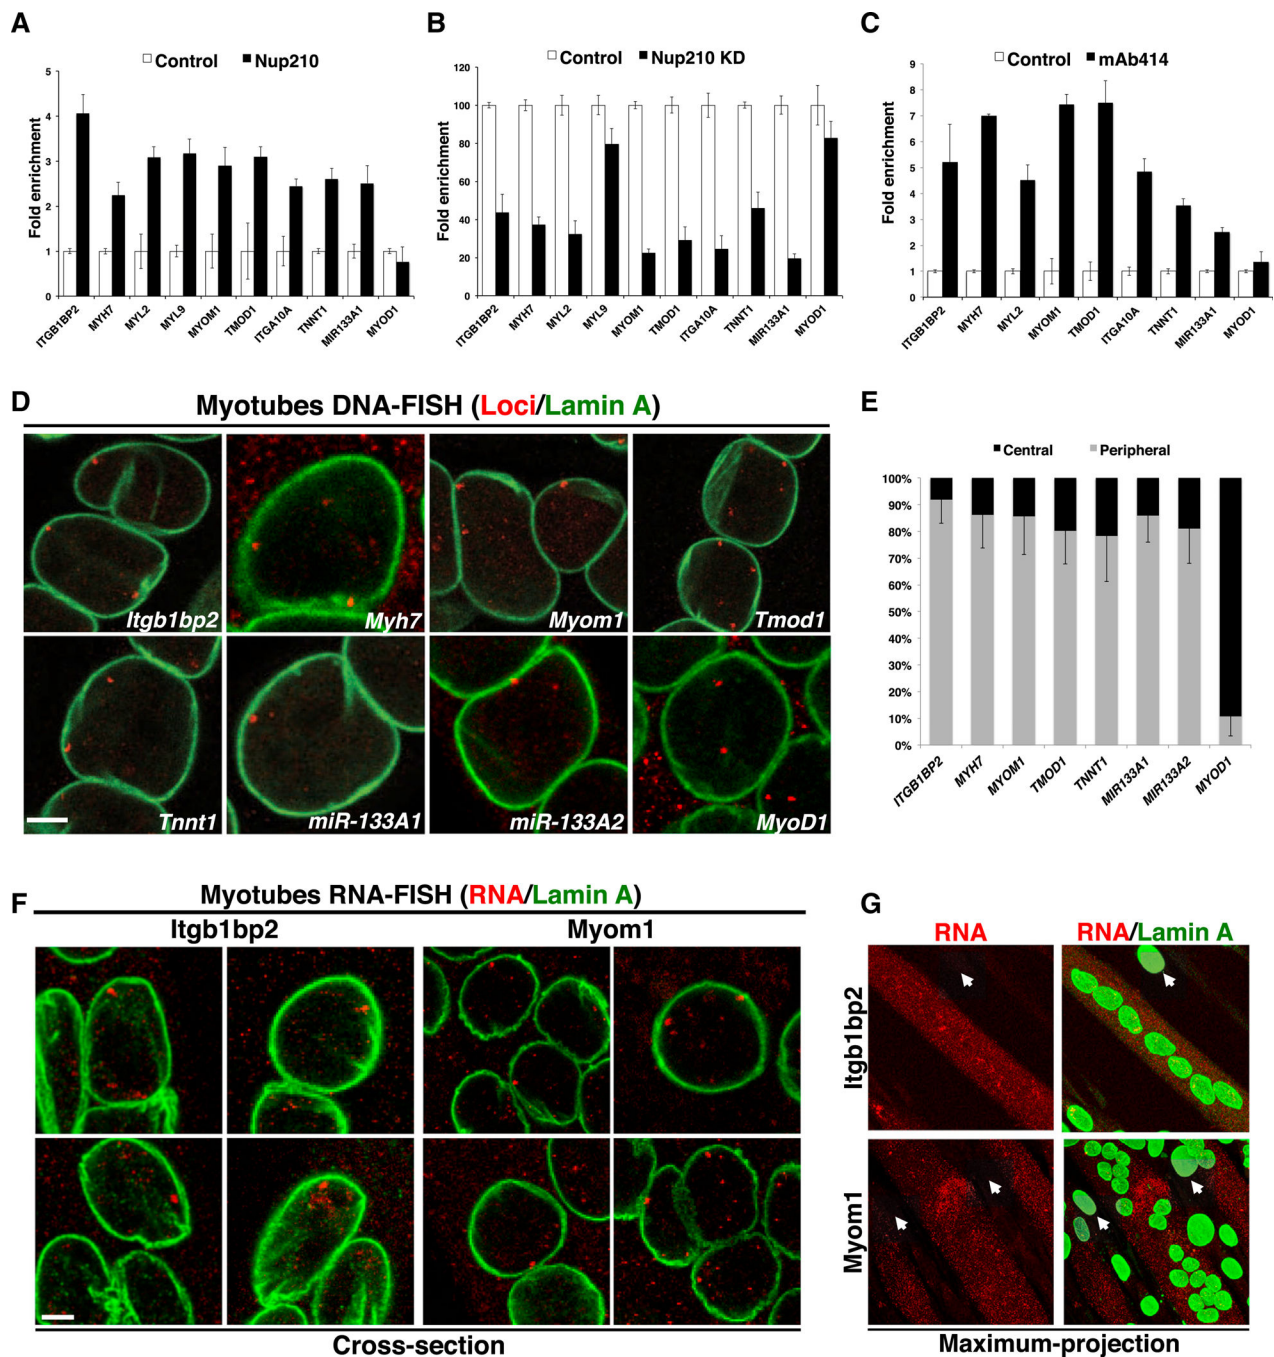 A
Control Nup210
Fold enrichment
5
4
3
2
1
0
ITGB1BP2 MYH7 MYL2 MYL9 MYOM1 TMOD1 ITGA10A TNNT1 MIR133A1 MYOD1
B
Control Nup210 KD
Fold enrichment
120
100
80
60
40
20
0
ITGB1BP2 MYH7 MYL2 MYL9 MYOM1 TMOD1 ITGA10A TNNT1 MIR133A1 MYOD1
C
Control mAb414
Fold enrichment
9
8
7
6
5
4
3
2
1
0
ITGB1BP2 MYH7 MYL2 MYOM1 TMOD1 ITGA10A TNNT1 MIR133A1 MYOD1
D
Myotubes DNA-FISH (Loci/Lamin A)
Itgb1bp2 Myh7 Myom1 Tmod1
Tnnt1 miR-133A1 miR-133A2 MyoD1
E
Central Peripheral
100%
90%
80%
70%
60%
50%
40%
30%
20%
10%
0%
ITGB1BP2 MYH7 MYOM1 TMOD1 TNNT1 MIR133A1 MIR133A2 MYOD1
F
Myotubes RNA-FISH (RNA/Lamin A)
Itgb1bp2 Myom1
Cross-section
G
RNA RNA/Lamin A
Itgb1bp2
Myom1
Maximum-projection